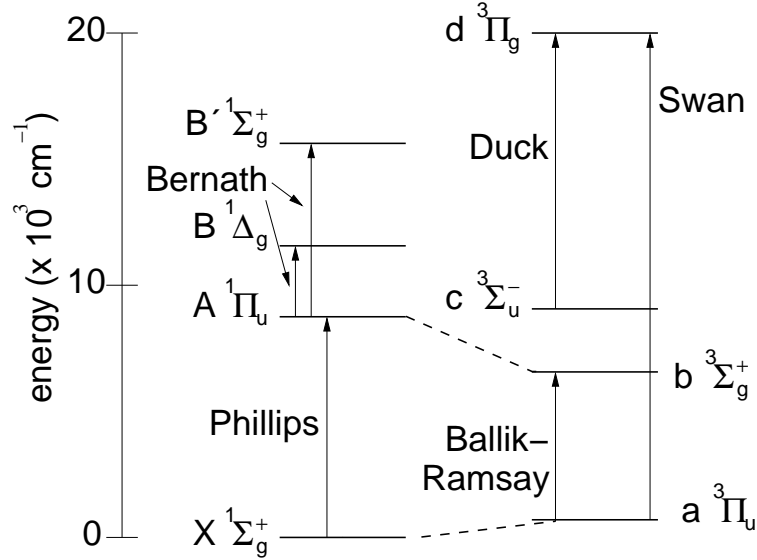 20
10
0
energy (x 10³ cm⁻¹)
B´ ¹Σg⁺
Bernath
B ¹Δg
A ¹Πu
Phillips
X ¹Σg⁺
d ³Πg
Swan
Duck
c ³Σu⁻
b ³Σg⁺
Ballik–
Ramsay
a ³Πu